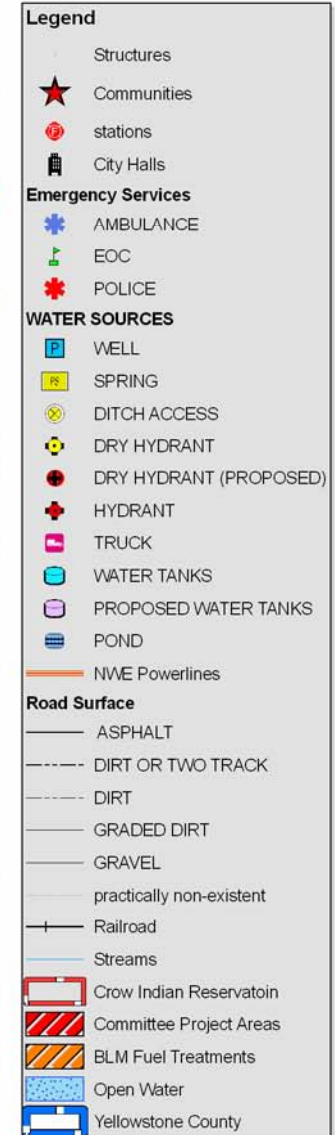 Legend
Structures
Communities
F stations
City Halls
Emergency Services
AMBULANCE
EOC
POLICE
WATER SOURCES
P WELL
PS SPRING
DITCH ACCESS
DRY HYDRANT
DRY HYDRANT (PROPOSED)
HYDRANT
TRUCK
WATER TANKS
PROPOSED WATER TANKS
POND
NWE Powerlines
Road Surface
ASPHALT
DIRT OR TWO TRACK
DIRT
GRADED DIRT
GRAVEL
practically non-existent
Railroad
Streams
Crow Indian Reservatoin
Committee Project Areas
BLM Fuel Treatments
Open Water
Yellowstone County